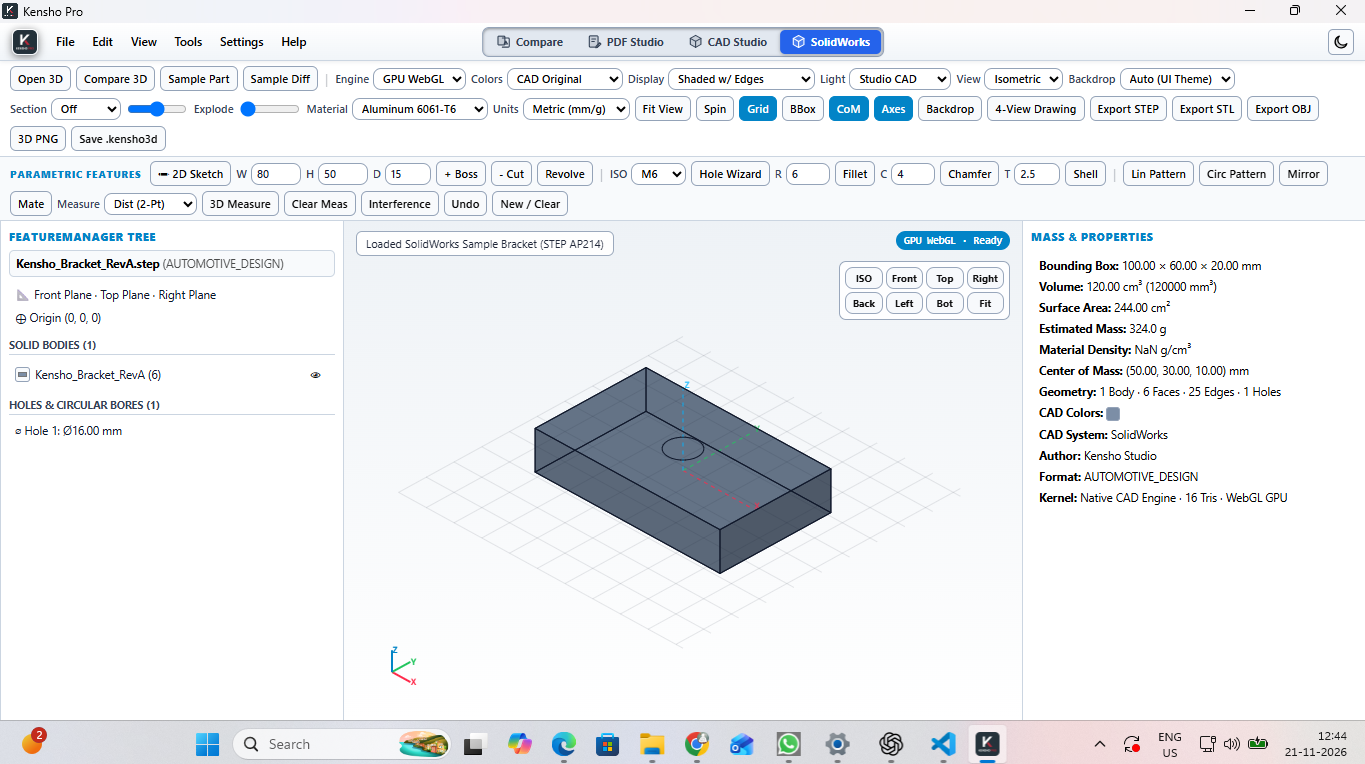 Kensho Pro
File Edit View Tools Settings Help
Compare PDF Studio CAD Studio SolidWorks
Open 3D Compare 3D Sample Part Sample Diff | Engine GPU WebGL Colors CAD Original Display Shaded w/ Edges Light Studio CAD View Isometric Backdrop Auto (UI Theme)
Section Off Explode Material Aluminum 6061-T6 Units Metric (mm/g) Fit View Spin Grid BBox CoM Axes Backdrop 4-View Drawing Export STEP Export STL Export OBJ
3D PNG Save .kensho3d
PARAMETRIC FEATURES 2D Sketch W 80 H 50 D 15 + Boss - Cut Revolve | ISO M6 Hole Wizard R 6 Fillet C 4 Chamfer T 2.5 Shell | Lin Pattern Circ Pattern Mirror
Mate Measure Dist (2-Pt) 3D Measure Clear Meas Interference Undo New / Clear
FEATUREMANAGER TREE
Kensho_Bracket_RevA.step (AUTOMOTIVE_DESIGN)
Front Plane · Top Plane · Right Plane
Origin (0, 0, 0)
SOLID BODIES (1)
Kensho_Bracket_RevA (6)
HOLES & CIRCULAR BORES (1)
⌀ Hole 1: Ø16.00 mm
Loaded SolidWorks Sample Bracket (STEP AP214)
GPU WebGL · Ready
ISO Front Top Right
Back Left Bot Fit
Z
X
Z
Y
X
MASS & PROPERTIES
Bounding Box: 100.00 × 60.00 × 20.00 mm
Volume: 120.00 cm³ (120000 mm³)
Surface Area: 244.00 cm²
Estimated Mass: 324.0 g
Material Density: NaN g/cm³
Center of Mass: (50.00, 30.00, 10.00) mm
Geometry: 1 Body · 6 Faces · 25 Edges · 1 Holes
CAD Colors:
CAD System: SolidWorks
Author: Kensho Studio
Format: AUTOMOTIVE_DESIGN
Kernel: Native CAD Engine · 16 Tris · WebGL GPU
2
Search
ENG
US
12:44
21-11-2026